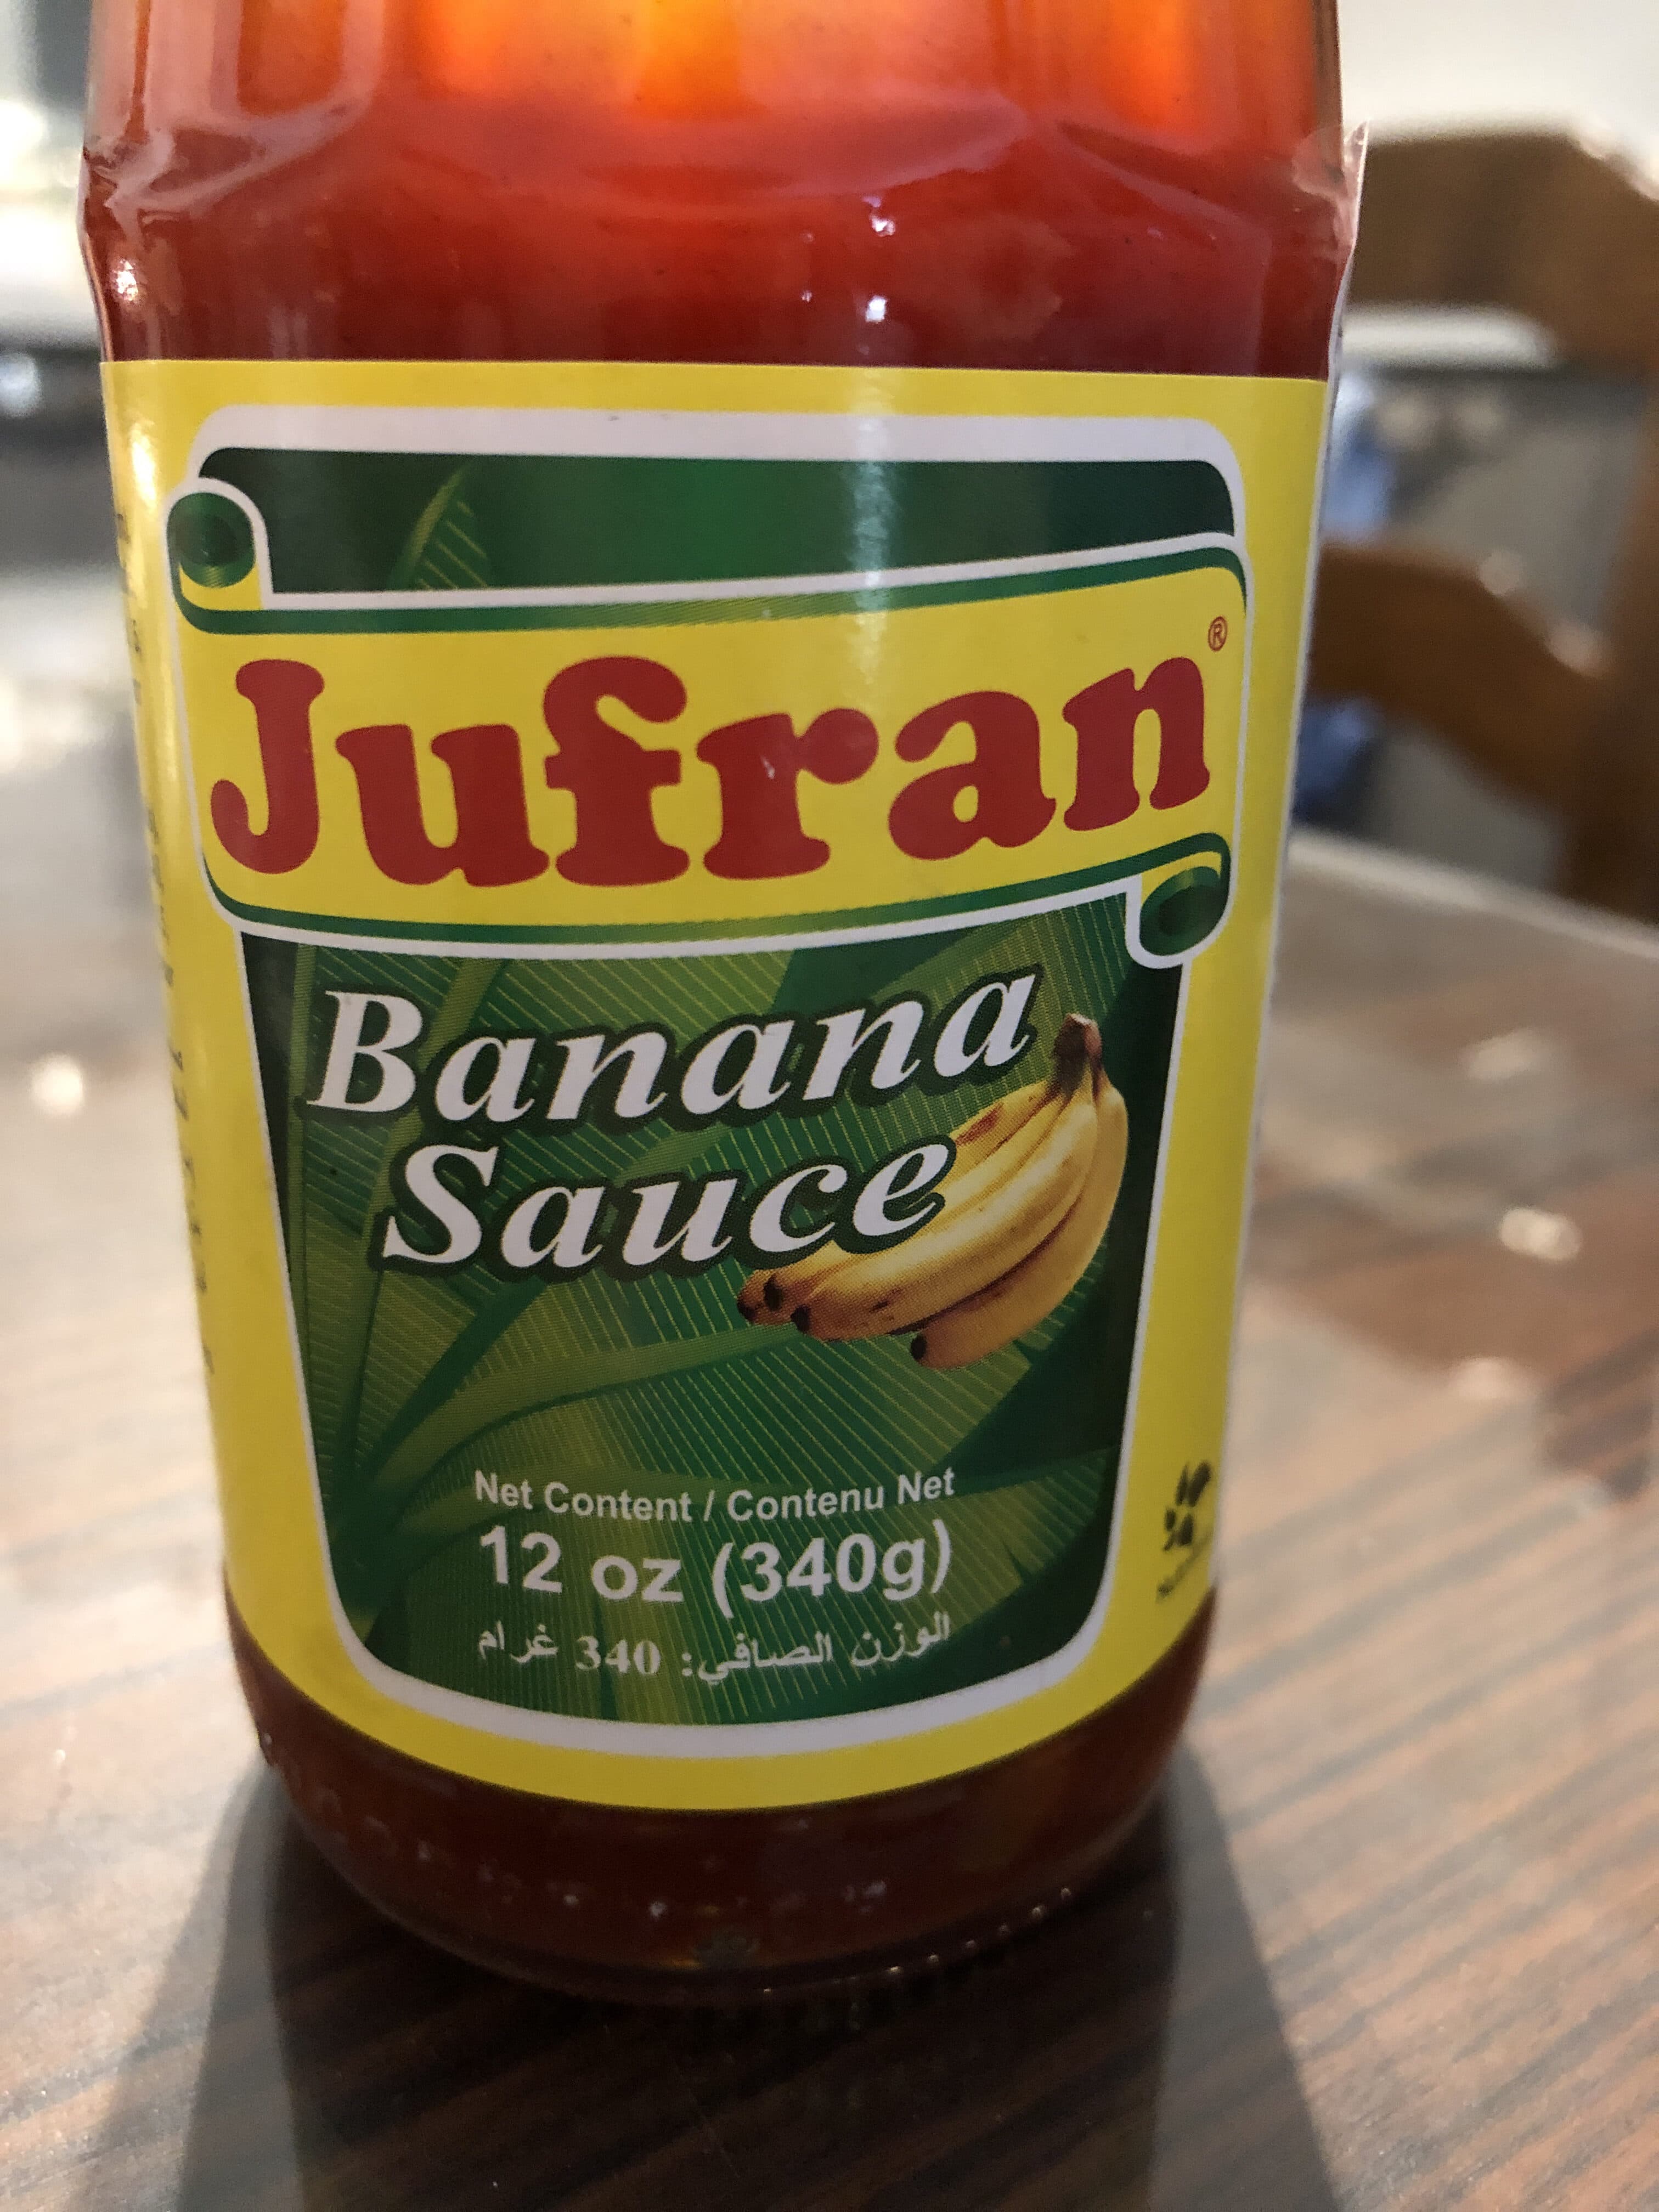 Jufran®
Banana
Sauce
Net Content / Contenu Net
12 oz (340g)
الوزن الصافي: 340 غرام